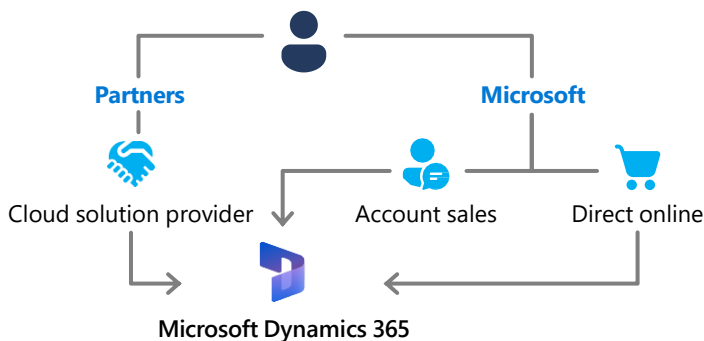 Partners
Microsoft
Cloud solution provider
Account sales
Direct online
Microsoft Dynamics 365